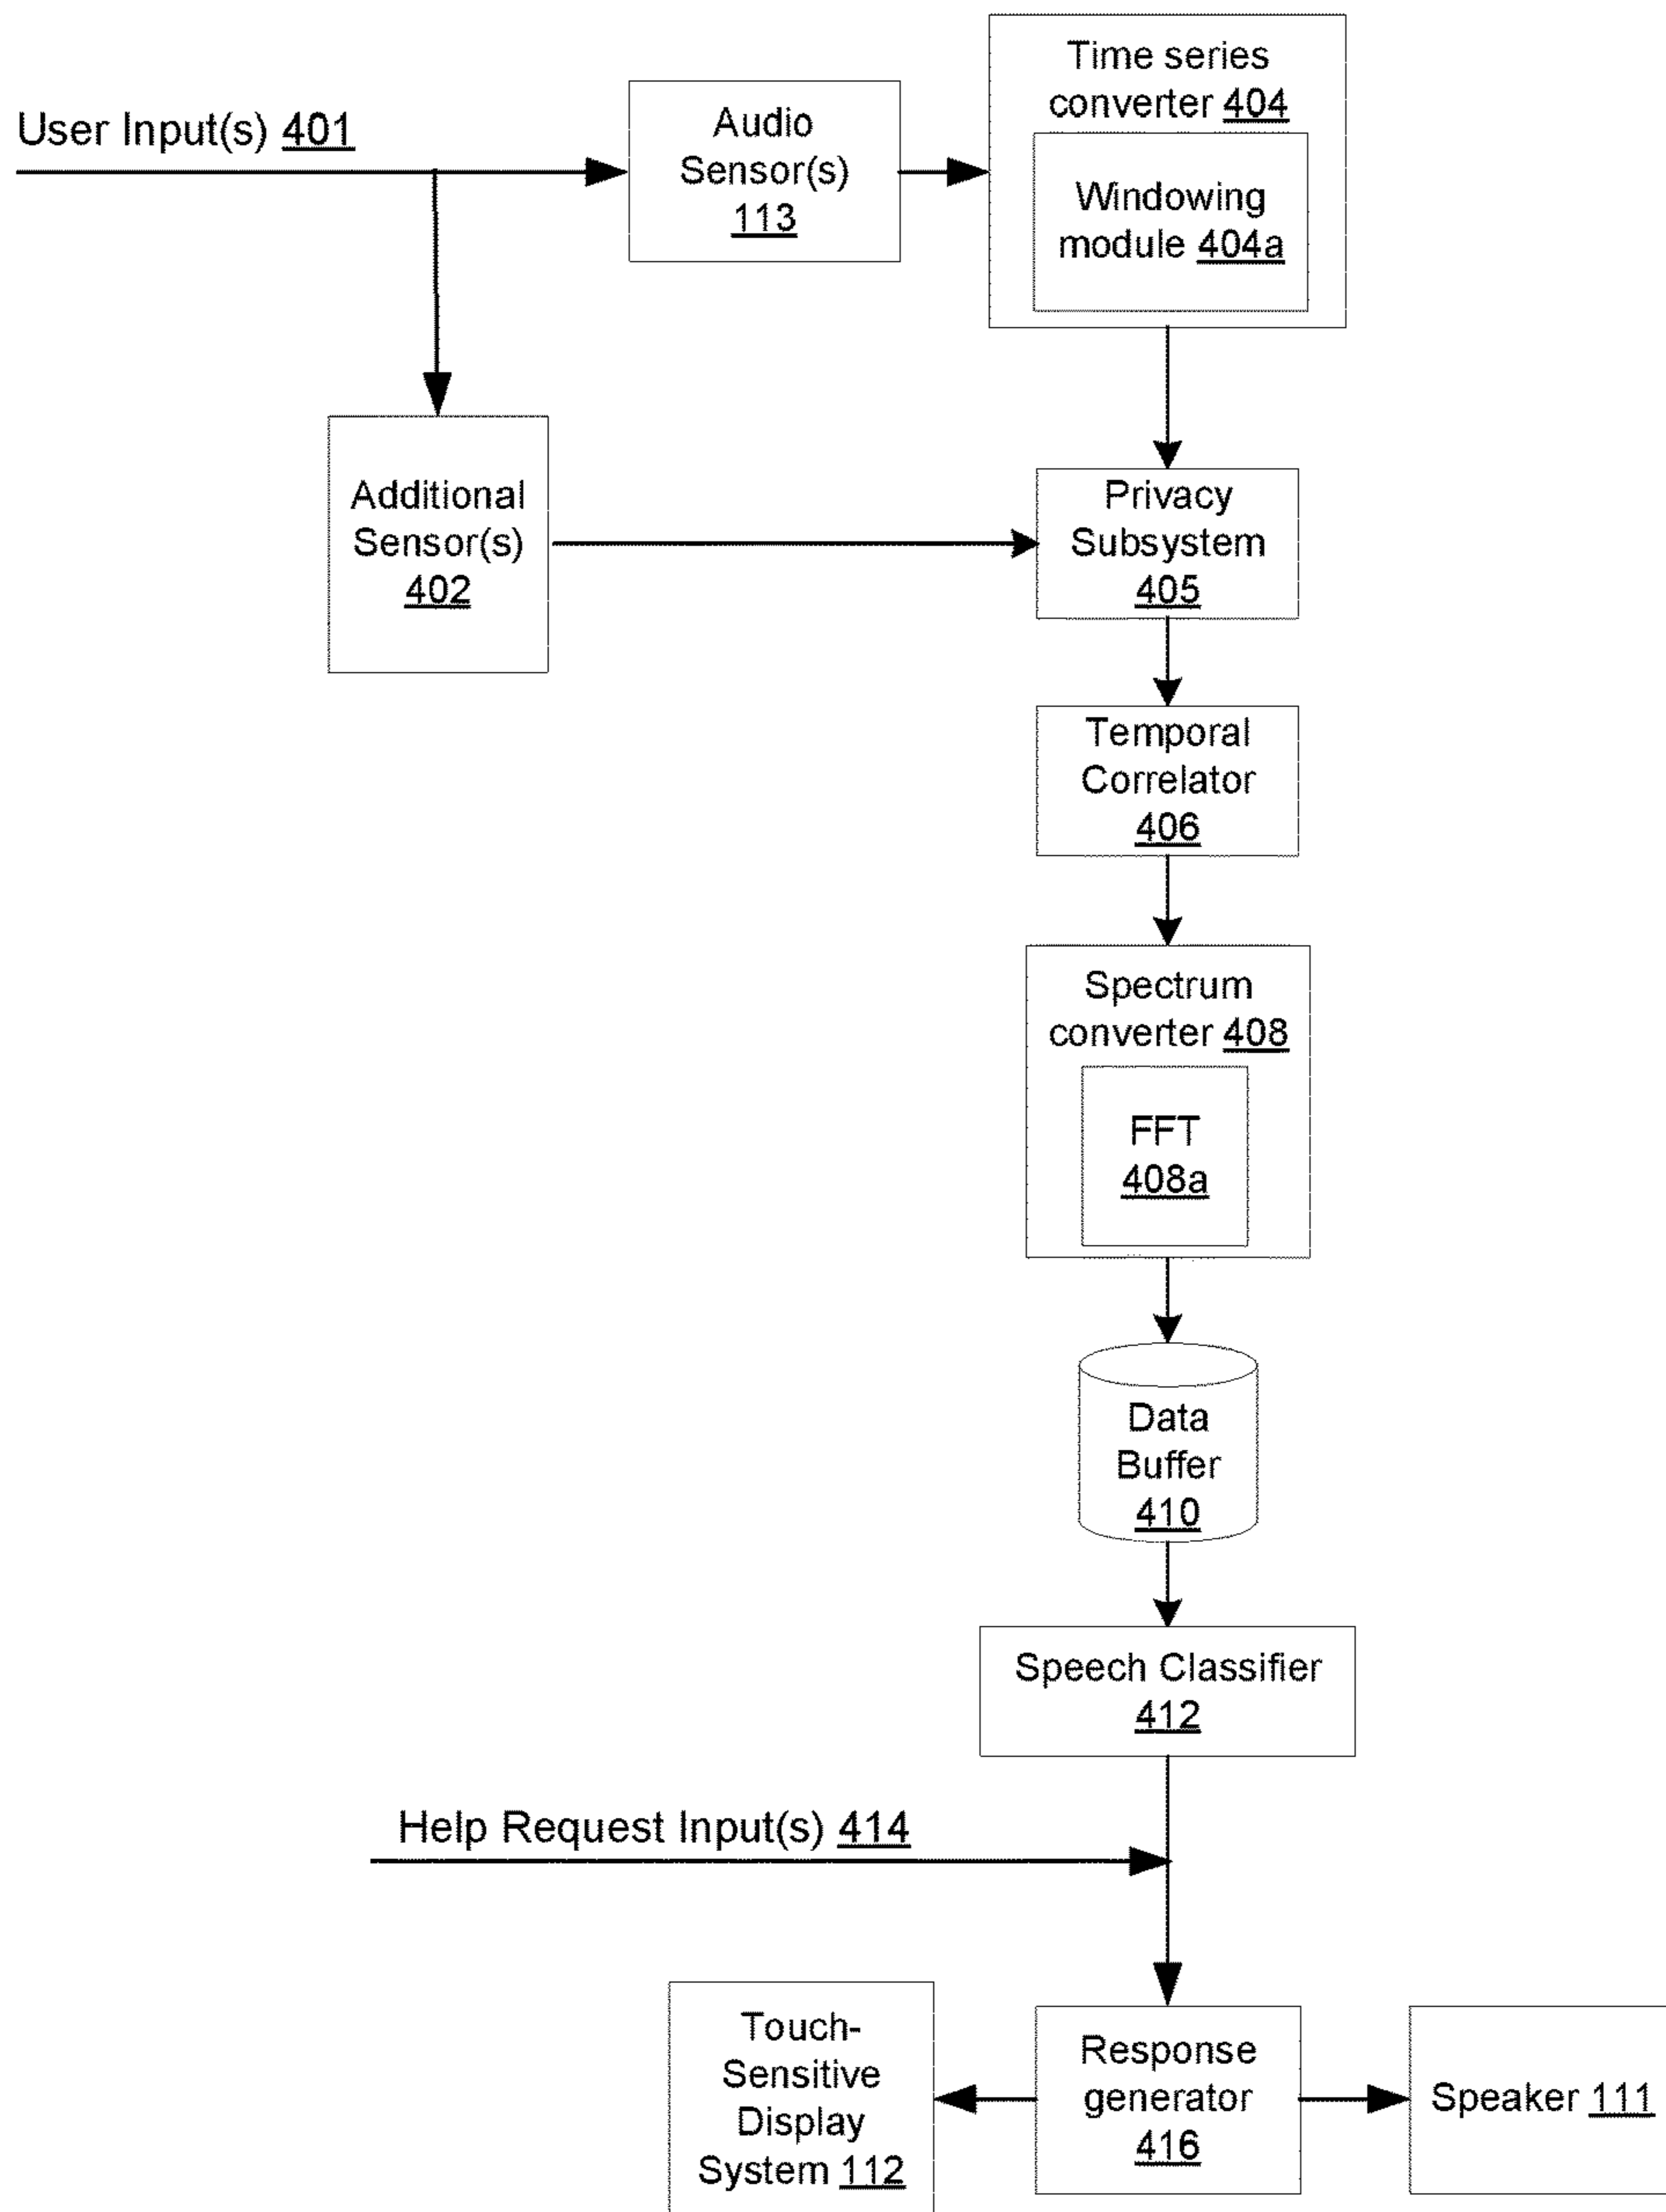 Time series
converter 404
User Input(s) 401
Audio
Sensor(s)
113
Windowing
module 404a
Additional
Sensor(s)
402
Privacy
Subsystem
405
Temporal
Correlator
406
Spectrum
converter 408
FFT
408a
Data
Buffer
410
Speech Classifier
412
Help Request Input(s) 414
Touch-
Sensitive
Display
System 112
Response
generator
416
Speaker 111